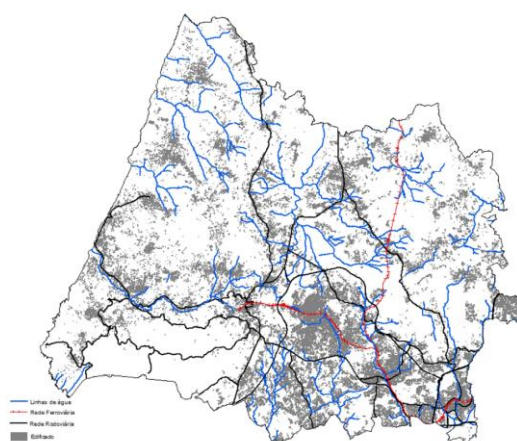 Linhas de água
Rede Ferroviária
Rede Rodoviária
Edificado